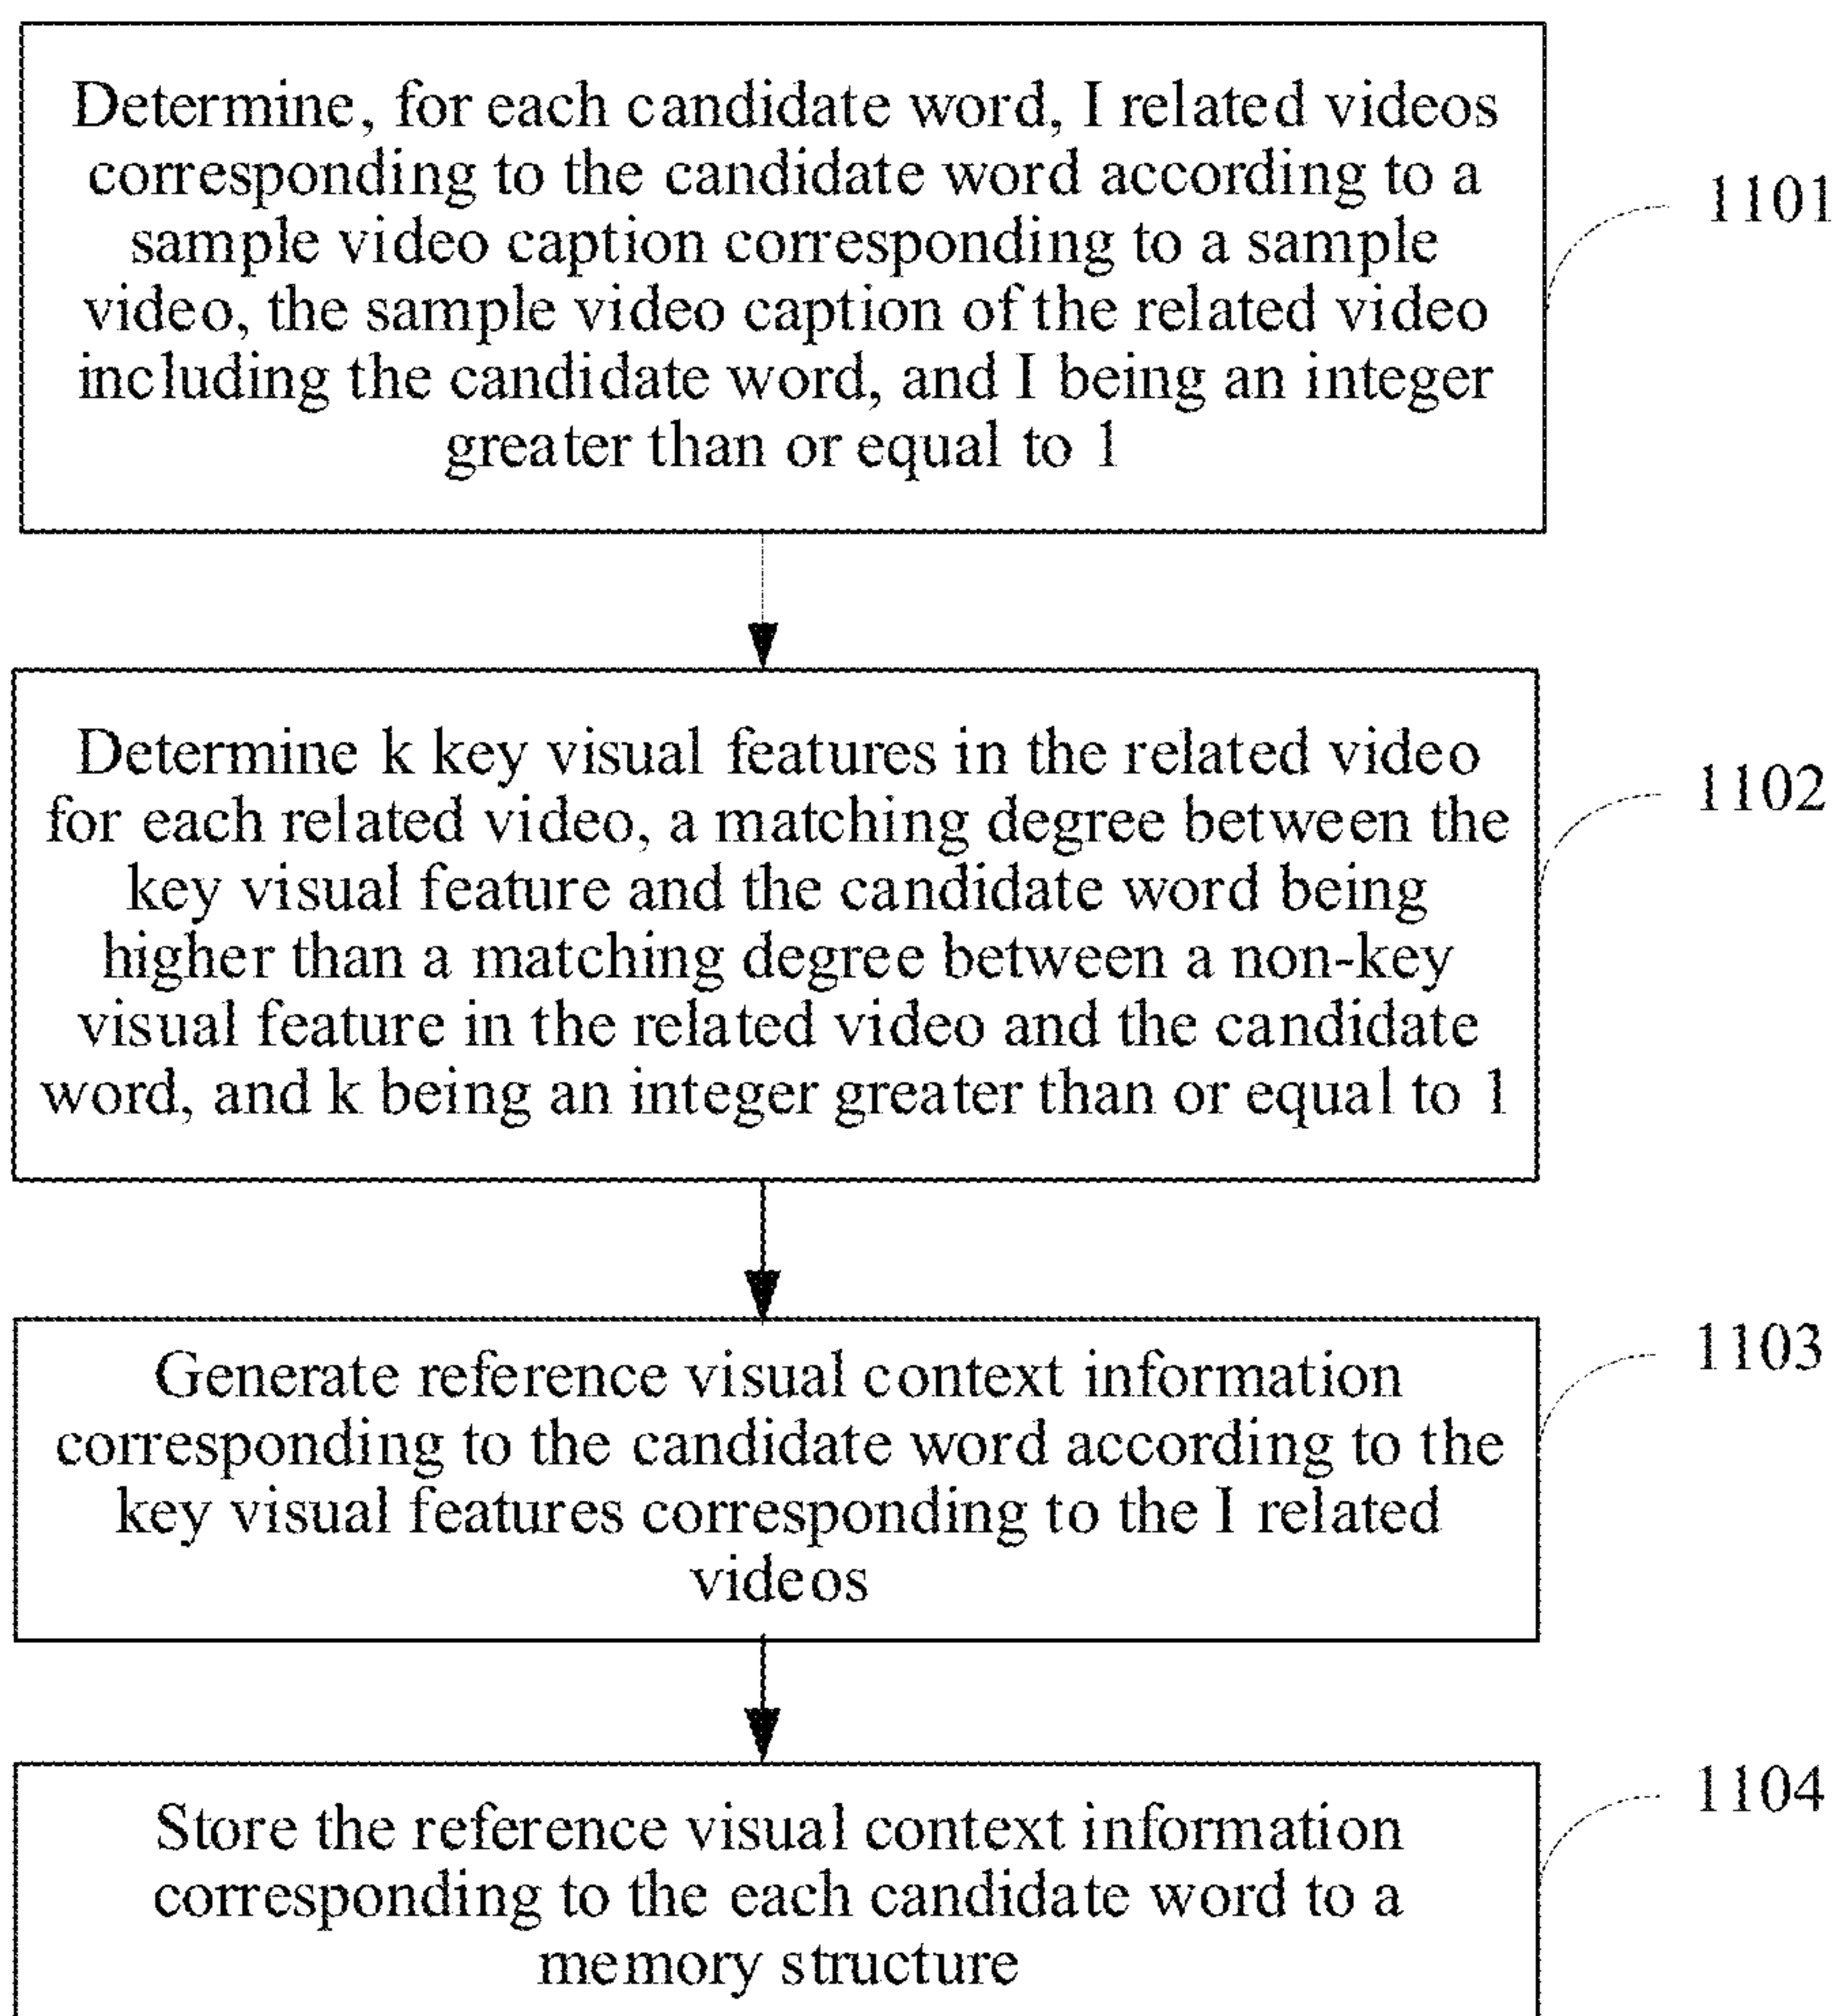 Determine, for each candidate word, I related videos
corresponding to the candidate word according to a
sample video caption corresponding to a sample
video, the sample video caption of the related video
including the candidate word, and I being an integer
greater than or equal to 1
1101
Determine k key visual features in the related video
for each related video, a matching degree between the
key visual feature and the candidate word being
higher than a matching degree between a non-key
visual feature in the related video and the candidate
word, and k being an integer greater than or equal to 1
1102
Generate reference visual context information
corresponding to the candidate word according to the
key visual features corresponding to the I related
videos
1103
Store the reference visual context information
corresponding to the each candidate word to a
memory structure
1104